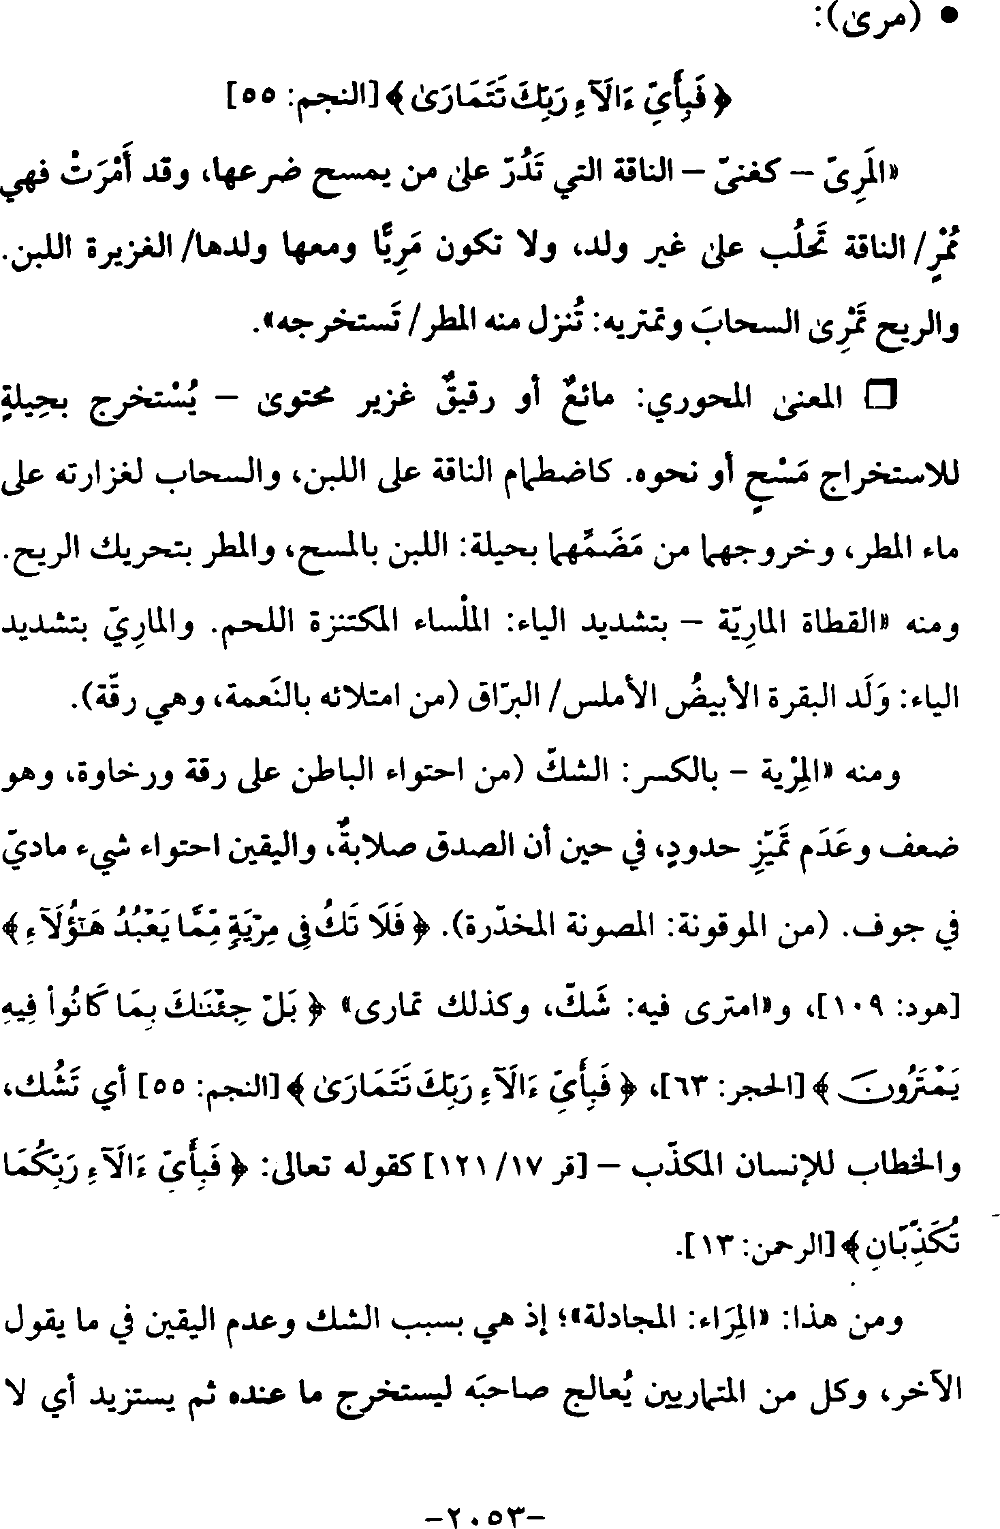 • (مرى):
﴿ فَبِأَيِّ ءَالَآءِ رَبِّكَ تَتَمَارَىٰ ﴾ [النجم: ٥٥]
«المَرِىّ – كغنىّ – الناقة التي تَدُرّ على من يمسح ضرعها، وقد أَمْرَتْ فهي
مُمْرٍ/ الناقة تَحلُب على غير ولد، ولا تكون مَرِيًّا ومعها ولدها/ الغزيرة اللبن.
والريح تَمْرِى السحابَ وتمتريه: تُنزل منه المطر/ تَستخرجه».
❑ المعنى المحوري: مائعٌ أو رقيقٌ غزير محتوى – يُسْتخرج بحِيلةٍ
للاستخراج مَسْحٍ أو نحوه. كاضطمام الناقة على اللبن، والسحاب لغزارته على
ماء المطر، وخروجهما من مَضَمِّهما بحيلة: اللبن بالمسح، والمطر بتحريك الريح.
ومنه «القطاة المارِيّة – بتشديد الياء: الملْساء المكتنزة اللحم. والمارِيّ بتشديد
الياء: وَلَد البقرة الأبيضُ الأملس/ البرّاق (من امتلائه بالنَعمة، وهي رقّة).
ومنه «المِرْية – بالكسر: الشكّ (من احتواء الباطن على رقة ورخاوة، وهو
ضعف وعَدَم تَميّزِ حدودٍ، في حين أن الصدق صلابةٌ، واليقين احتواء شيء ماديّ
في جوف. (من الموقونة: المصونة المخدّرة). ﴿ فَلَا تَكُ فِى مِرْيَةٍ مِّمَّا يَعْبُدُ هَٰٓؤُلَآءِ ﴾
[هود: ١٠٩]، و«امترى فيه: شَكّ، وكذلك تمارى» ﴿ بَلْ جِئْنَٰكَ بِمَا كَانُوا۟ فِيهِ
يَمْتَرُونَ ﴾ [الحجر: ٦٣]، ﴿ فَبِأَيِّ ءَالَآءِ رَبِّكَ تَتَمَارَىٰ ﴾ [النجم: ٥٥] أي تَشُك،
والخطاب للإنسان المكذّب – [قر ١٧/ ١٢١] كقوله تعالى: ﴿ فَبِأَيِّ ءَالَآءِ رَبِّكُمَا
تُكَذِّبَانِ ﴾ [الرحمن: ١٣].
ومن هذا: «المِرَاء: المجادلة»؛ إذ هي بسبب الشك وعدم اليقين في ما يقول
الآخر، وكل من المتماريين يُعالج صاحبَه ليستخرج ما عنده ثم يستزيد أي لا
-٢٠٥٣-